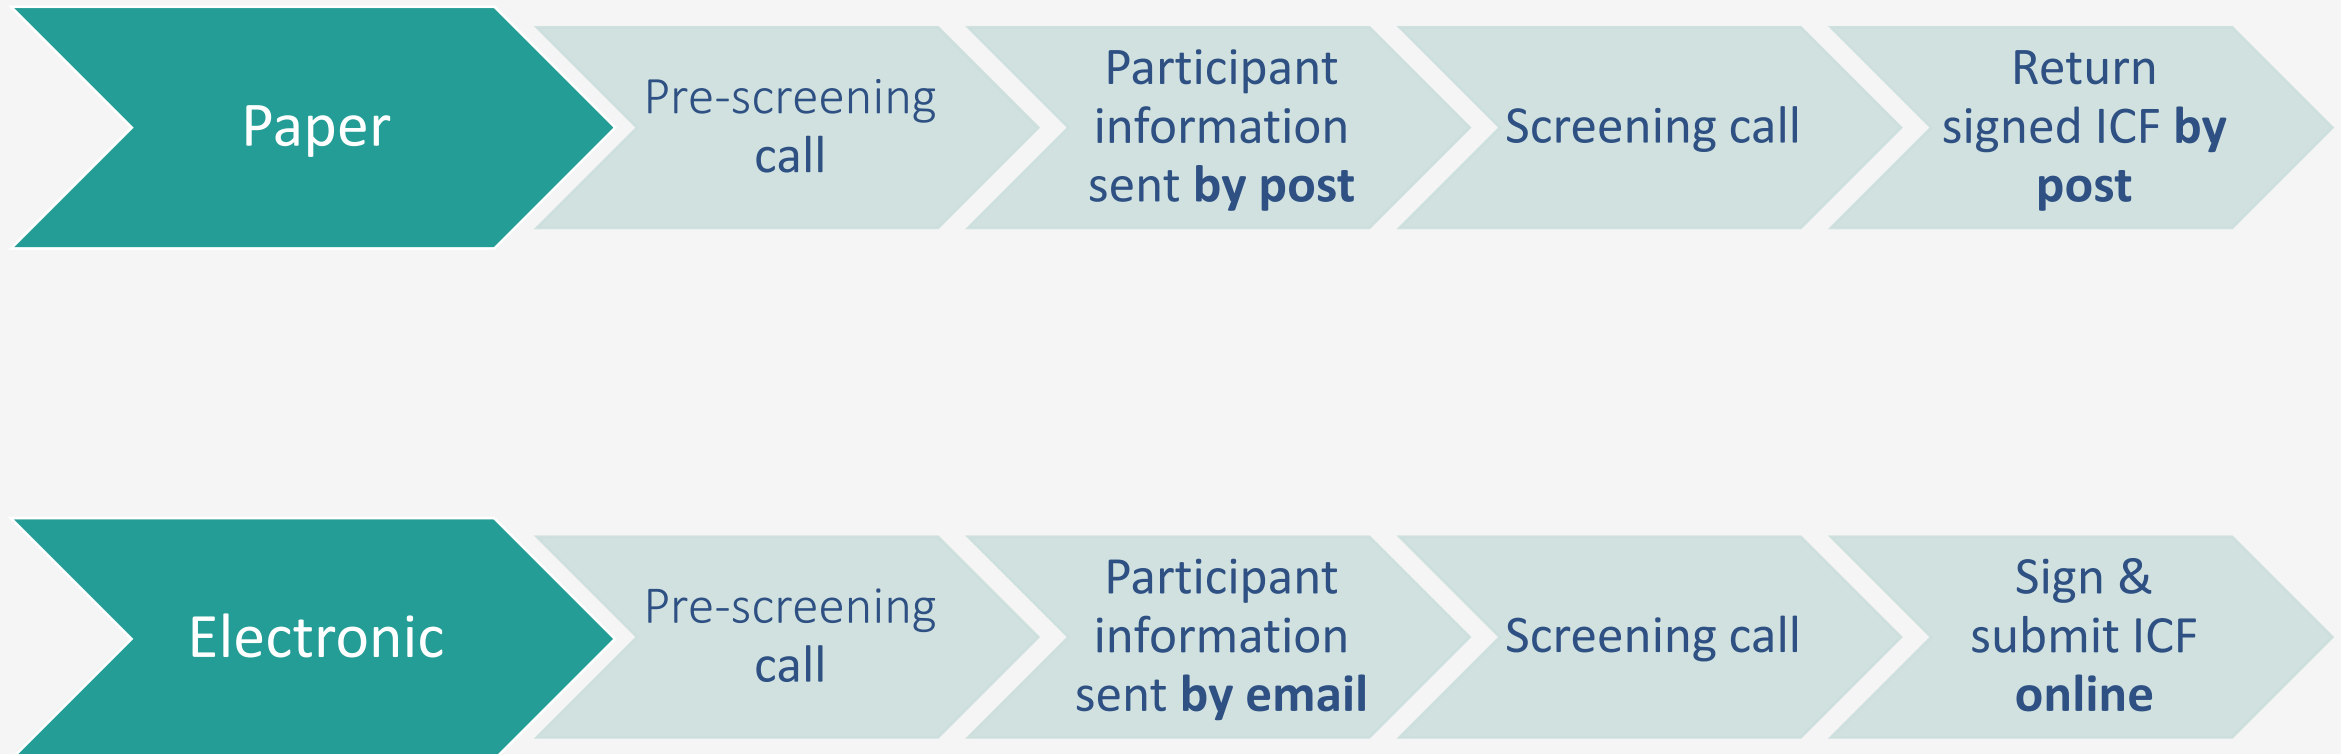 Paper
Pre-screening
call
Participant
information
sent by post
Screening call
Return
signed ICF by
post
Electronic
Pre-screening
call
Participant
information
sent by email
Screening call
Sign &
submit ICF
online